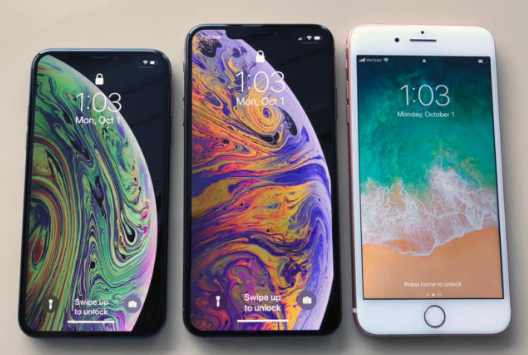 1:03
Mon, Oct 1
Swipe up
to unlock
1:03
Mon, Oct 1
Swipe up
to unlock
Verizon
1:03
Monday, October 1
Press home to unlock